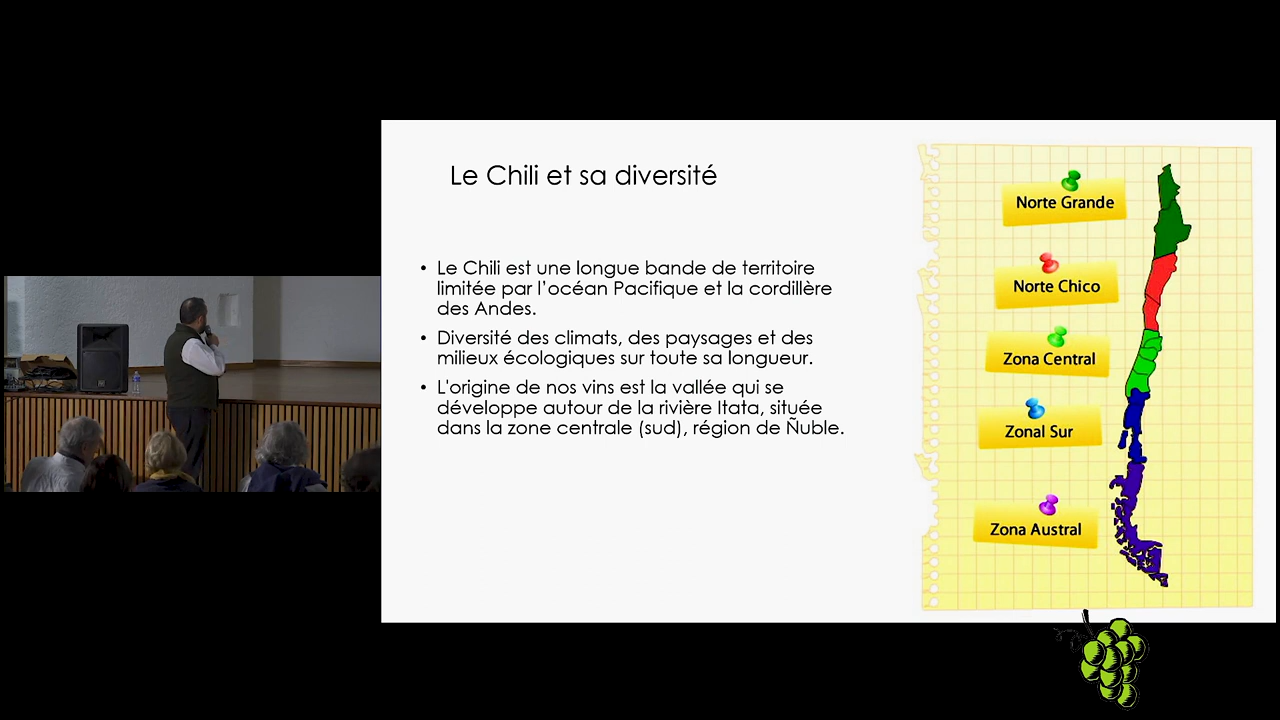 Le Chili et sa diversité
• Le Chili est une longue bande de territoire
limitée par l'océan Pacifique et la cordillère
des Andes.
• Diversité des climats, des paysages et des
milieux écologiques sur toute sa longueur.
• L'origine de nos vins est la vallée qui se
développe autour de la rivière Itata, située
dans la zone centrale (sud), région de Ñuble.
Norte Grande
Norte Chico
Zona Central
Zonal Sur
Zona Austral